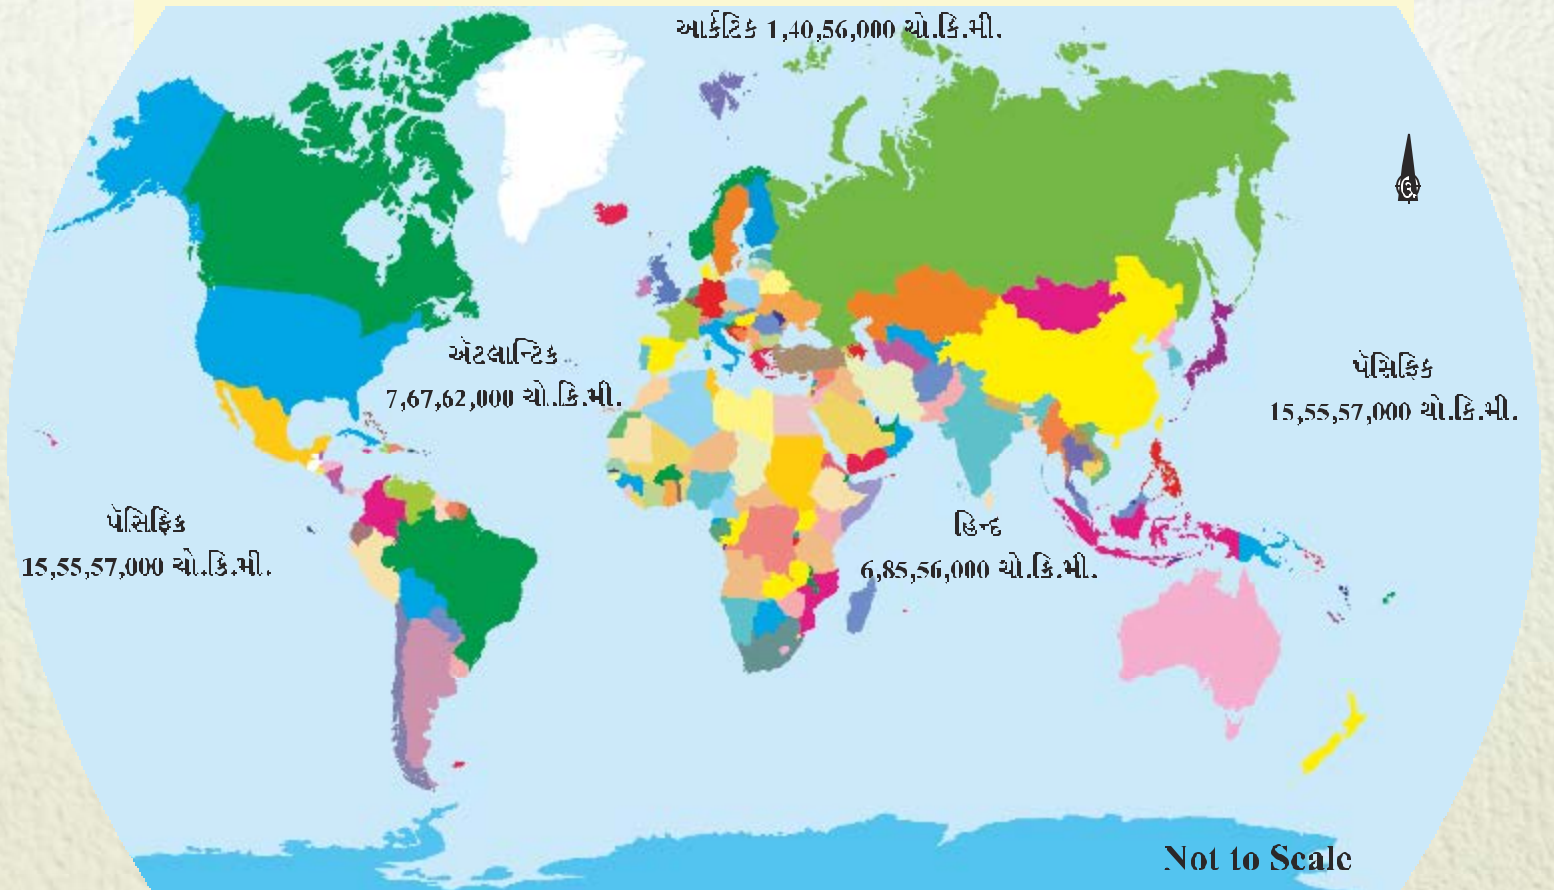 આર્કટિક 1,40,56,000 ચો.કિ.મી.
ઉ.
ઍટલાન્ટિક
7,67,62,000 ચો.કિ.મી.
પૅસિફિક
15,55,57,000 ચો.કિ.મી.
પૅસિફિક
15,55,57,000 ચો.કિ.મી.
હિન્દ
6,85,56,000 ચો.કિ.મી.
Not to Scale